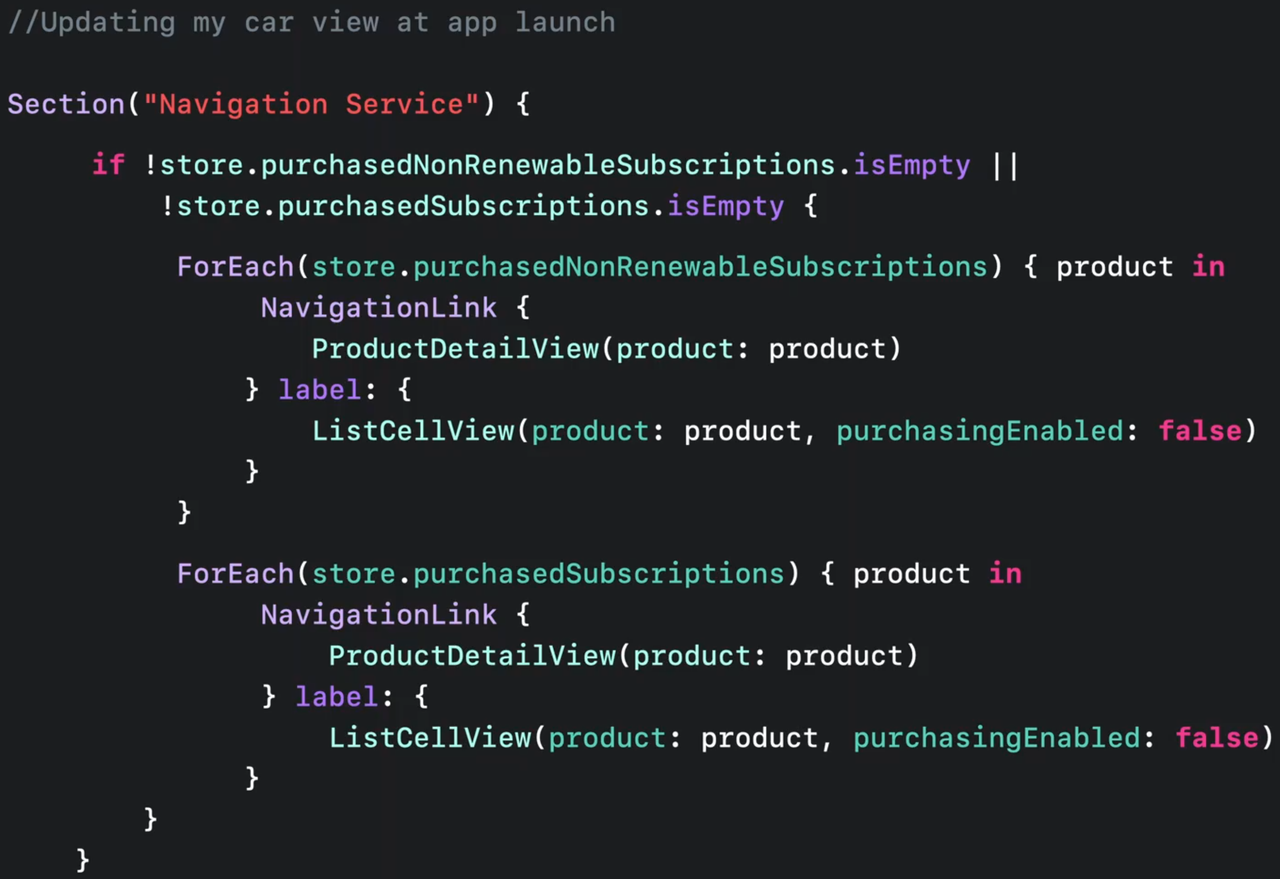 //Updating my car view at app launch
Section("Navigation Service") {
if !store.purchasedNonRenewableSubscriptions.isEmpty ||
!store.purchasedSubscriptions.isEmpty {
ForEach(store.purchasedNonRenewableSubscriptions) { product in
NavigationLink {
ProductDetailView(product: product)
} label: {
ListCellView(product: product, purchasingEnabled: false)
}
}
ForEach(store.purchasedSubscriptions) { product in
NavigationLink {
ProductDetailView(product: product)
} label: {
ListCellView(product: product, purchasingEnabled: false)
}
}
}